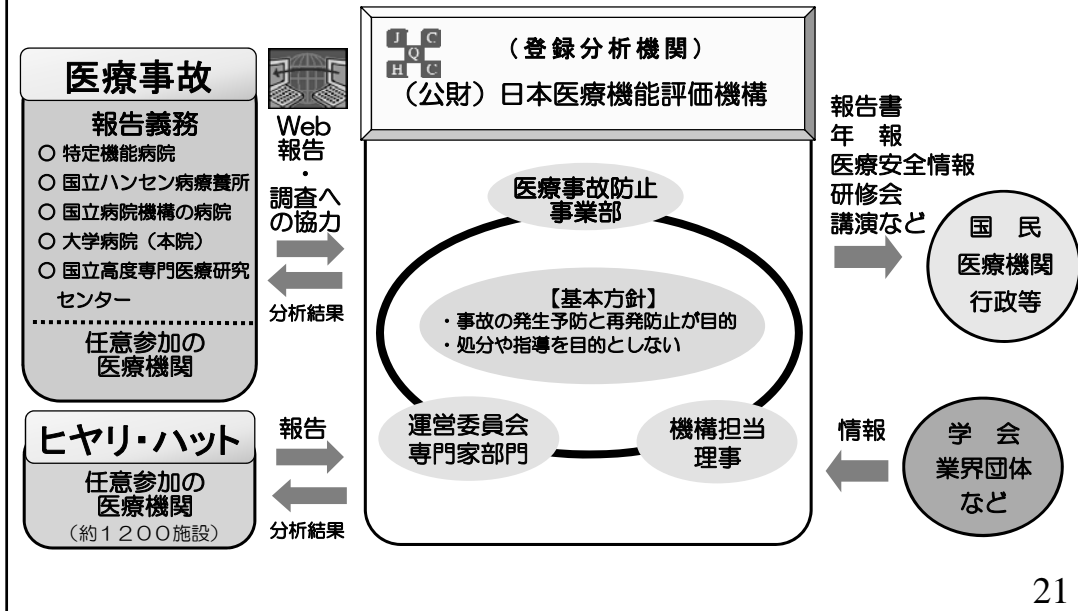 医療事故
報告義務
○ 特定機能病院
○ 国立ハンセン病療養所
○ 国立病院機構の病院
○ 大学病院(本院)
○ 国立高度専門医療研究
センター
任意参加の
医療機関
ヒヤリ・ハット
任意参加の
医療機関
(約1200施設)
Web
報告
・
調査へ
の協力
分析結果
報告
分析結果
J C
Q
H C
(登録分析機関)
(公財)日本医療機能評価機構
医療事故防止
事業部
【基本方針】
・事故の発生予防と再発防止が目的
・処分や指導を目的としない
運営委員会
専門家部門
機構担当
理事
報告書
年 報
医療安全情報
研修会
講演など
国 民
医療機関
行政等
情報
学 会
業界団体
など
21